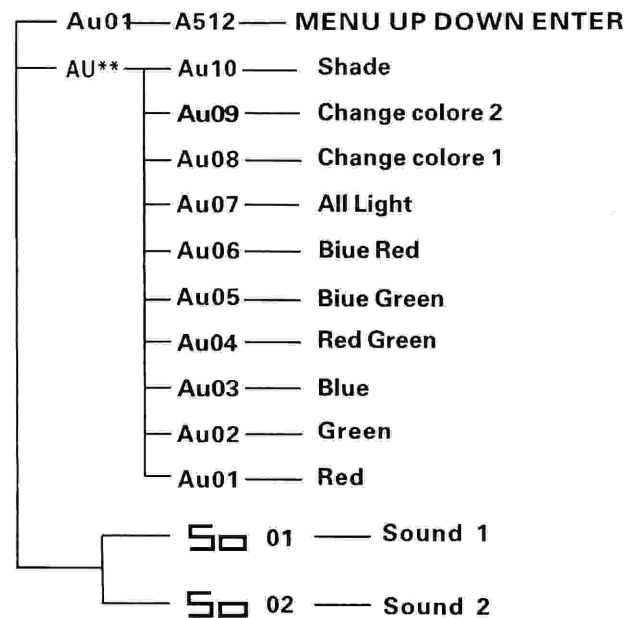 Au01 A512 MENU UP DOWN ENTER
AU** Au10 Shade
Au09 Change colore 2
Au08 Change colore 1
Au07 All Light
Au06 Biue Red
Au05 Biue Green
Au04 Red Green
Au03 Blue
Au02 Green
Au01 Red
So 01 Sound 1
So 02 Sound 2